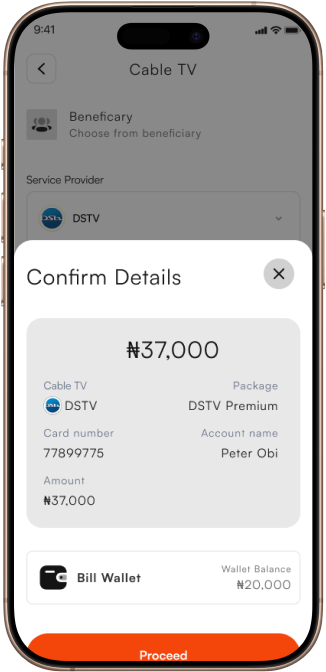 9:41
Cable TV
Beneficary
Choose from beneficiary
Service Provider
DStv DSTV
Confirm Details
₦37,000
Cable TV Package
DStv DSTV DSTV Premium
Card number Account name
77899775 Peter Obi
Amount
₦37,000
Bill Wallet Wallet Balance
₦20,000
Proceed